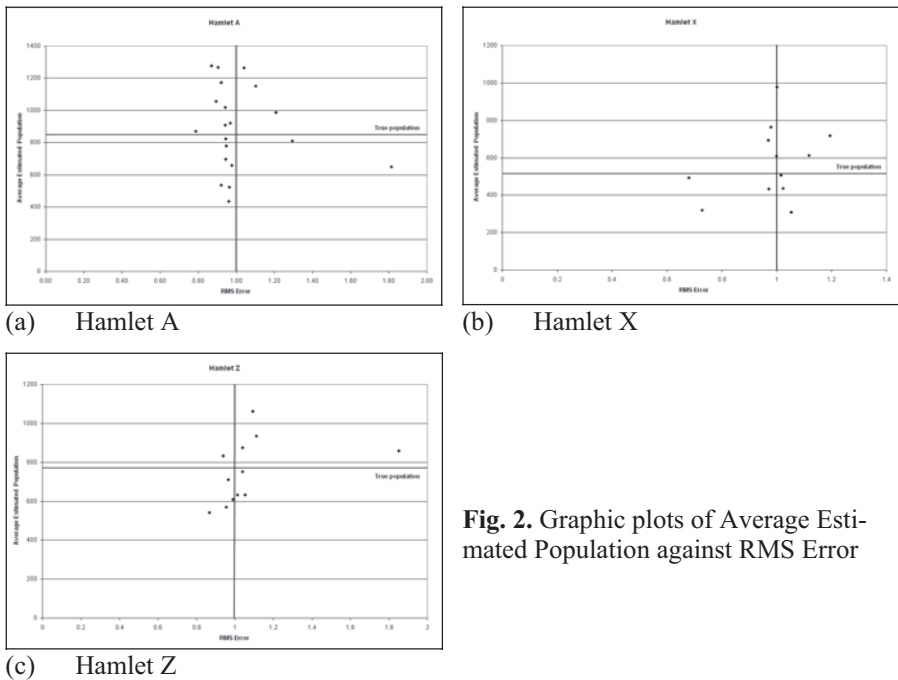 Hamlet A
1400
1200
1000
800
600
400
200
0
Average Estimated Population
True population
0.00 0.20 0.40 0.60 0.80 1.00 1.20 1.40 1.60 1.80 2.00
RMS Error
(a) Hamlet A
Hamlet X
1200
1000
800
600
400
200
0
Average Estimated Population
True population
0 0.2 0.4 0.6 0.8 1 1.2 1.4
RMS Error
(b) Hamlet X
Hamlet Z
1200
1000
800
600
400
200
0
Average Estimated Population
True population
0 0.2 0.4 0.6 0.8 1 1.2 1.4 1.6 1.8 2
RMS Error
(c) Hamlet Z
Fig. 2. Graphic plots of Average Esti-
mated Population against RMS Error